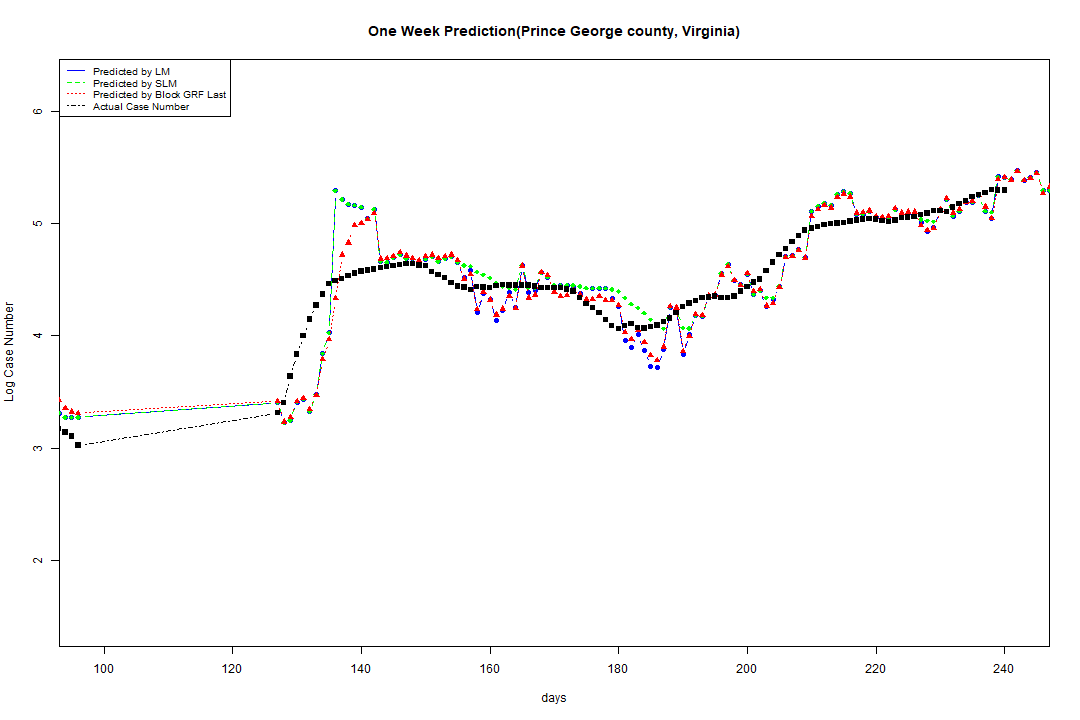 One Week Prediction(Prince George county, Virginia)
Predicted by LM
Predicted by SLM
Predicted by Block GRF Last
Actual Case Number
6
5
4
3
2
Log Case Number
100 120 140 160 180 200 220 240
days